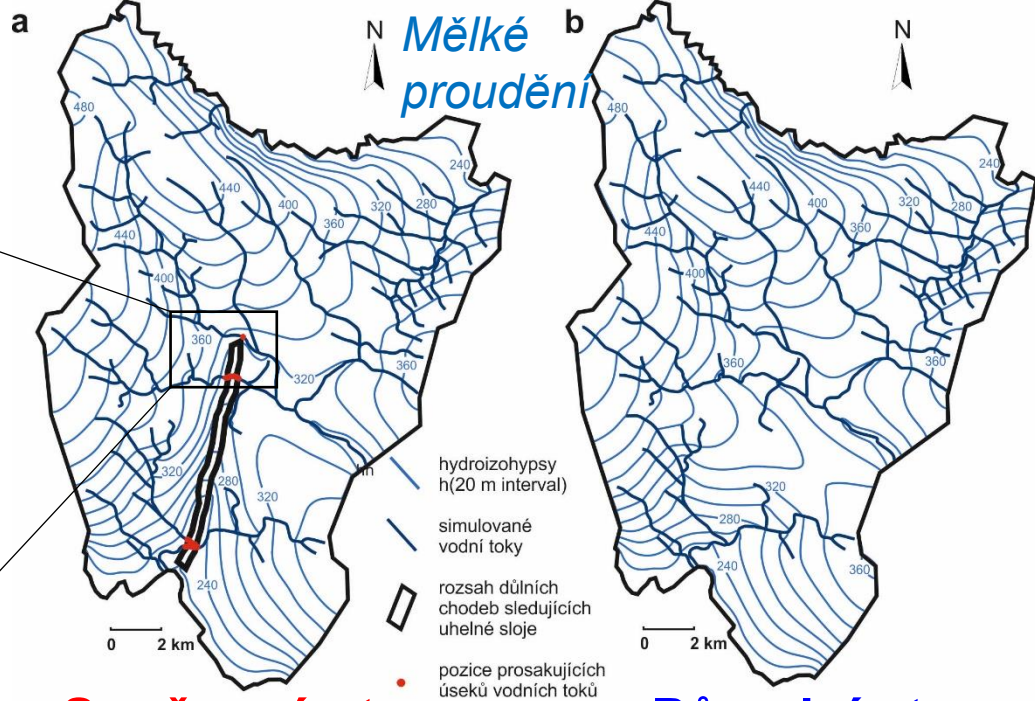 a
N
Mělké
proudění
b
N
480
440
440
400
360
320
280
240
400
360
320
360
320
280
320
240
hydroizohypsy
h(20 m interval)
simulované
vodní toky
rozsah důlních
chodeb sledujících
uhelné sloje
pozice prosakujících
úseků vodních toků
0 2 km
480
440
440
400
360
320
280
240
400
360
360
320
280
240
360
0 2 km